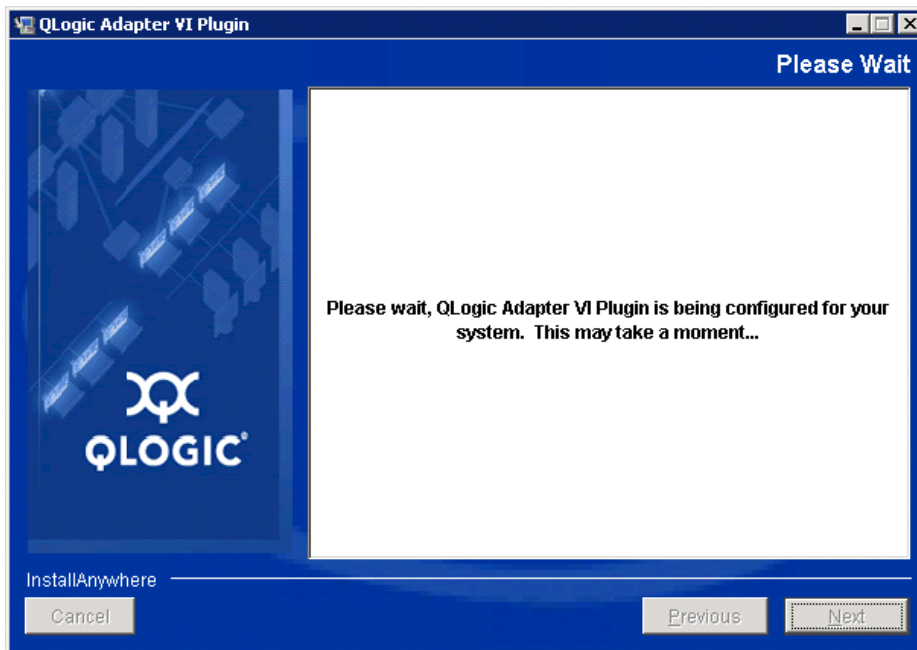 QLogic Adapter VI Plugin
Please Wait
Please wait, QLogic Adapter VI Plugin is being configured for your
system. This may take a moment...
QLOGIC®
InstallAnywhere
Cancel
Previous
Next